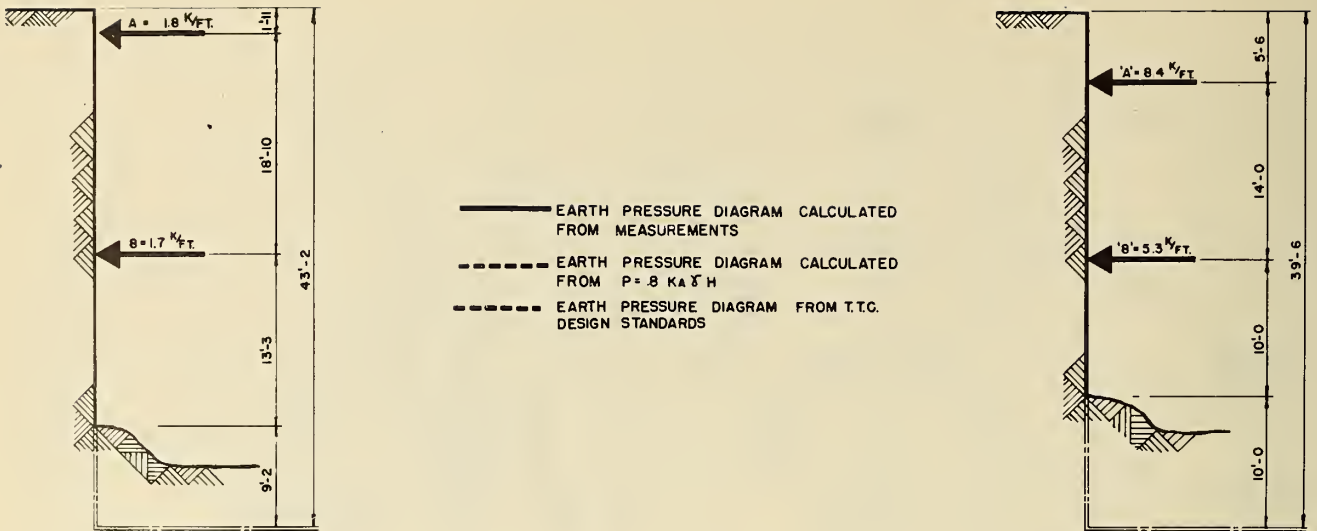 A = 1.8 K/FT.
1'-11
18'-10
B = 1.7 K/FT.
43'-2
13'-3
9'-2
EARTH PRESSURE DIAGRAM CALCULATED
FROM MEASUREMENTS
EARTH PRESSURE DIAGRAM CALCULATED
FROM P= .8 KA γ H
EARTH PRESSURE DIAGRAM FROM T.T.C.
DESIGN STANDARDS
5'-6
'A'= 8.4 K/FT.
14'-0
'B'= 5.3 K/FT.
39'-6
10'-0
10'-0